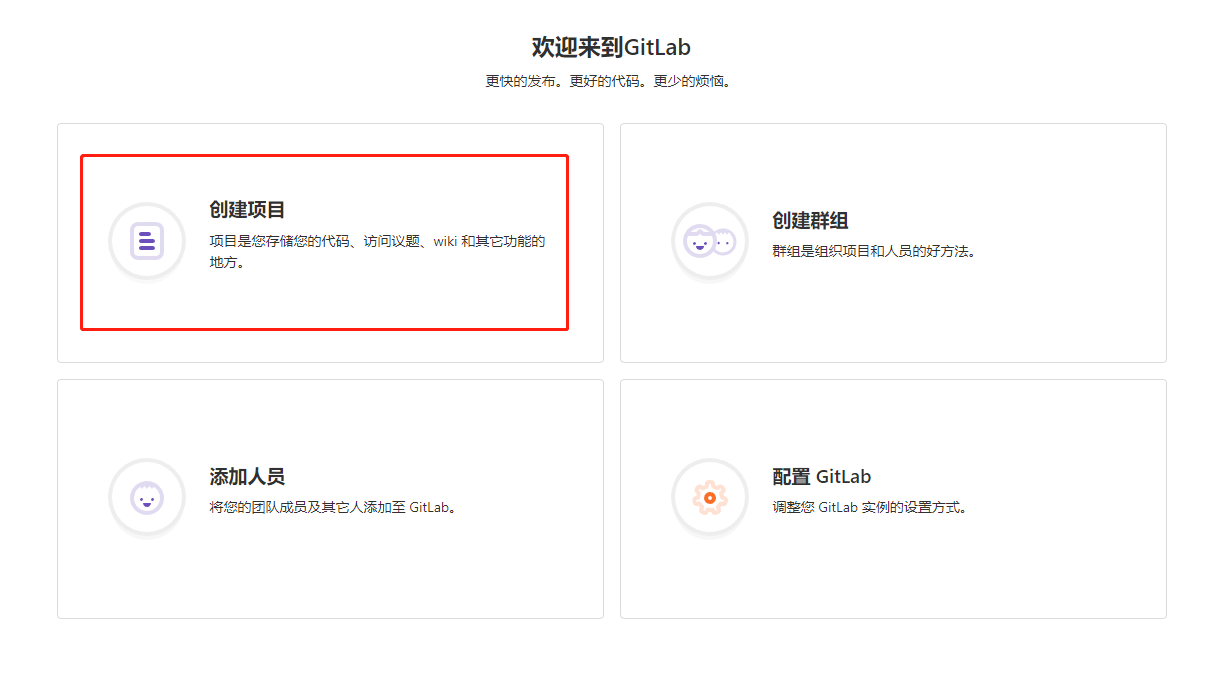 欢迎来到GitLab
更快的发布。更好的代码。更少的烦恼。
创建项目
项目是您存储您的代码、访问议题、wiki 和其它功能的
地方。
创建群组
群组是组织项目和人员的好方法。
添加人员
将您的团队成员及其它人添加至 GitLab。
配置 GitLab
调整您 GitLab 实例的设置方式。